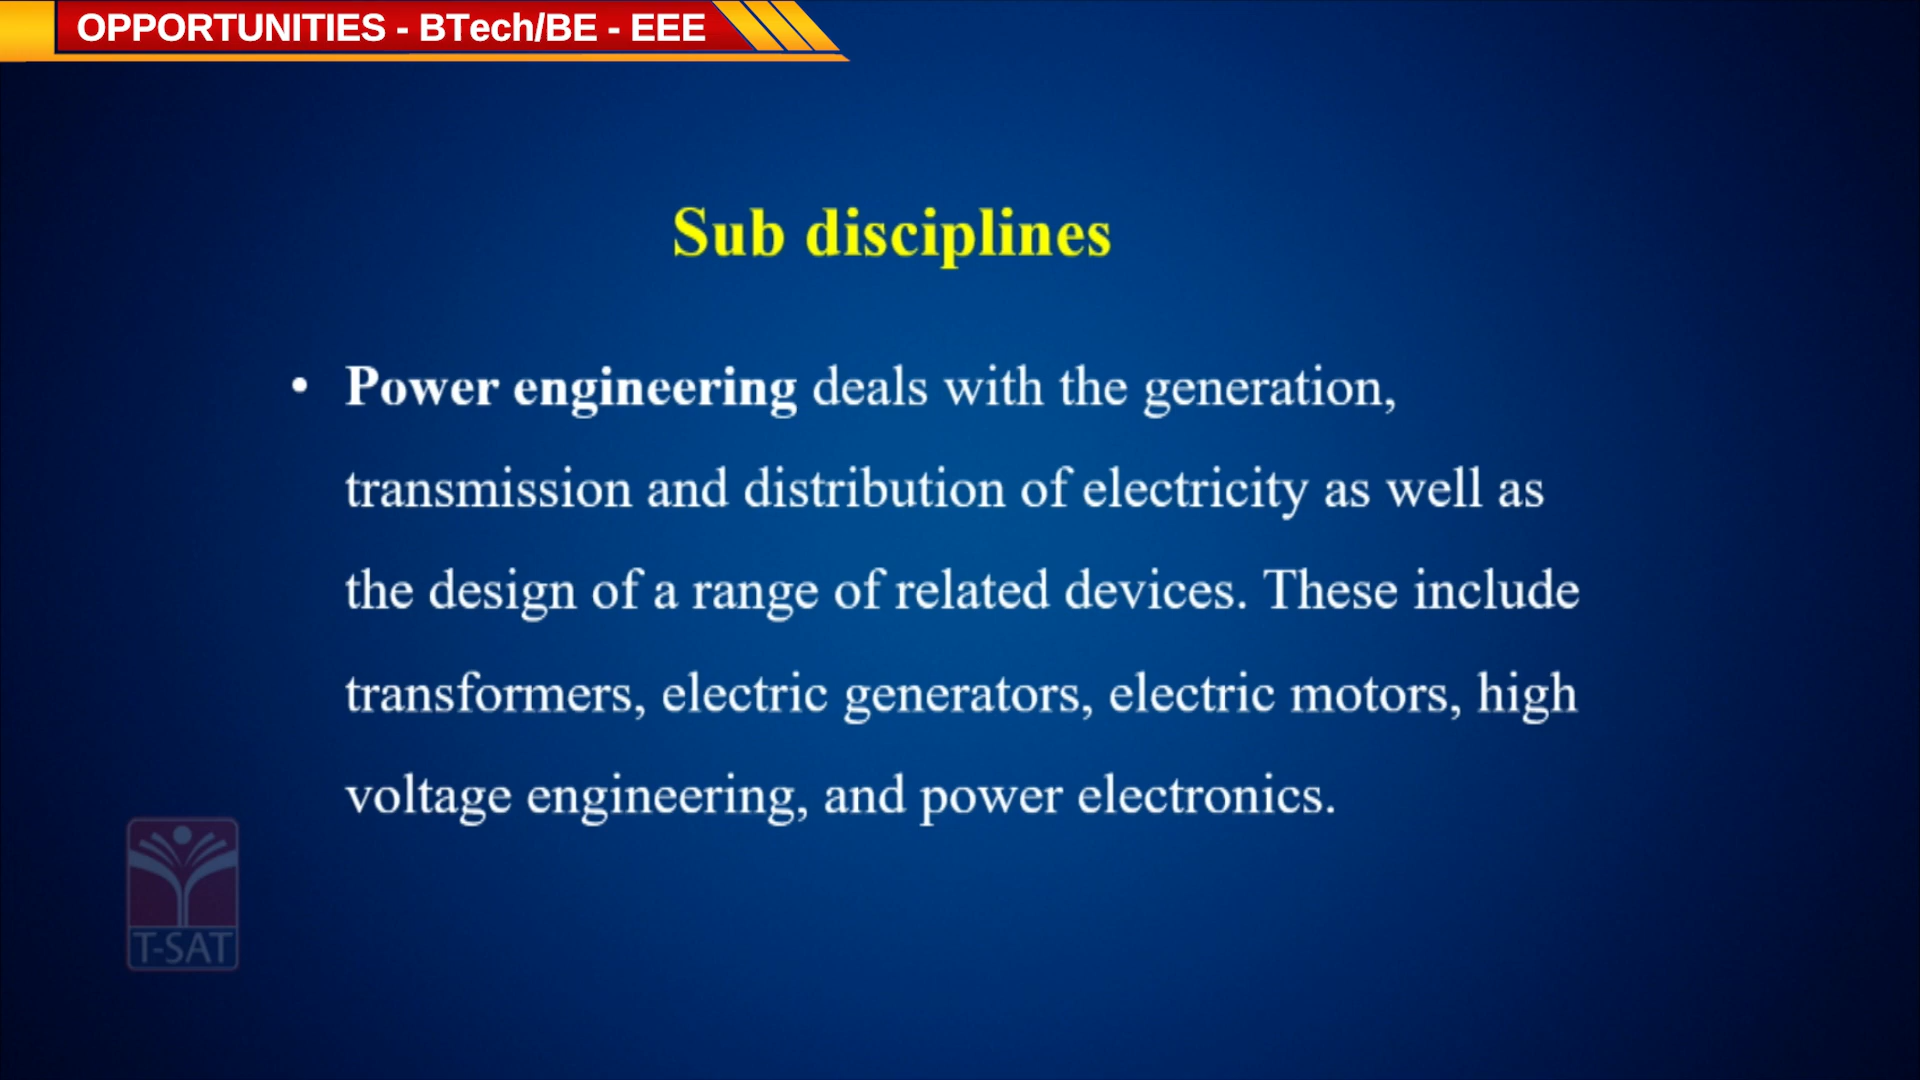 OPPORTUNITIES - BTech/BE - EEE
Sub disciplines
• Power engineering deals with the generation,
transmission and distribution of electricity as well as
the design of a range of related devices. These include
transformers, electric generators, electric motors, high
voltage engineering, and power electronics.
T-SAT